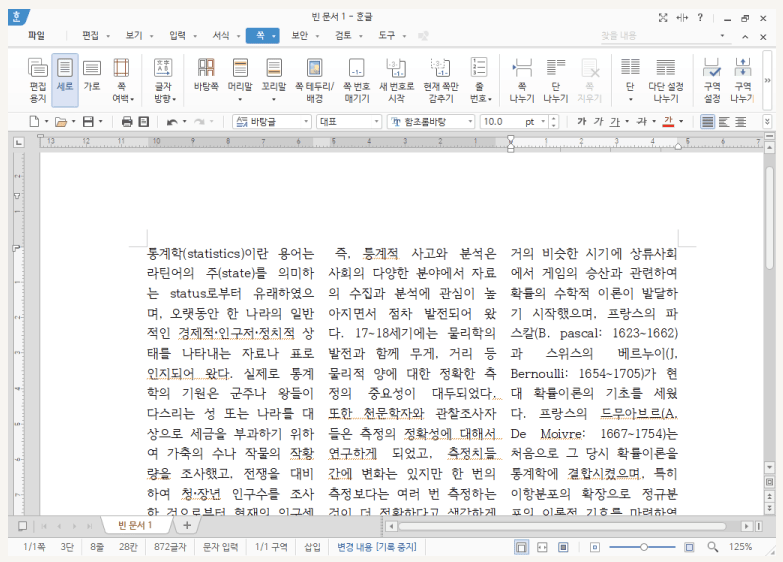 훈
빈 문서 1 - 흔글
?
파일 편집 보기 입력 서식 쪽 보안 검토 도구
찾을 내용
편집 용지
세로
가로
쪽 여백
글자 방향
바탕쪽
머리말
꼬리말
쪽 테두리/ 배경
쪽 번호 매기기
새 번호로 시작
현재 쪽만 감추기
줄 번호
쪽 나누기
단 나누기
쪽 지우기
단
다단 설정 나누기
구역 설정
구역 나누기
바탕글 대표 함초롬바탕 10.0 pt 가 가 가 가 가
13 12 11 10 9 8 7 6 5 4 3 2 1 1 2 3 4 5 6 7
통계학(statistics)이란 용어는
라틴어의 주(state)를 의미하
는 status로부터 유래하였으
며, 오랫동안 한 나라의 일반
적인 경제적·인구저·정치적 상
태를 나타내는 자료나 표로
인지되어 왔다. 실제로 통계
학의 기원은 군주나 왕들이
다스리는 성 또는 나라를 대
상으로 세금을 부과하기 위하
여 가축의 수나 작물의 작황
량을 조사했고, 전쟁을 대비
하여 청·장년 인구수를 조사
한 것으로부터 현재의 인구센
즉, 통계적 사고와 분석은
사회의 다양한 분야에서 자료
의 수집과 분석에 관심이 높
아지면서 점차 발전되어 왔
다. 17~18세기에는 물리학의
발전과 함께 무게, 거리 등
물리적 양에 대한 정확한 측
정의 중요성이 대두되었다.
또한 천문학자와 관찰조사자
들은 측정의 정확성에 대해서
연구하게 되었고, 측정치들
간에 변화는 있지만 한 번의
측정보다는 여러 번 측정하는
것이 더 정확하다고 생각하게
거의 비슷한 시기에 상류사회
에서 게임의 승산과 관련하여
확률의 수학적 이론이 발달하
기 시작했으며, 프랑스의 파
스칼(B. pascal: 1623~1662)
과 스위스의 베르누이(J,
Bernoulli: 1654~1705)가 현
대 확률이론의 기초를 세웠
다. 프랑스의 드무아브르(A,
De Moivre: 1667~1754)는
처음으로 그 당시 확률이론을
통계학에 결합시켰으며, 특히
이항분포의 확장으로 정규분
포의 이론적 기초를 마련하였
빈 문서 1
1/1쪽 3단 8줄 28칸 872글자 문자 입력 1/1 구역 삽입 변경 내용 [기록 중지] 125%